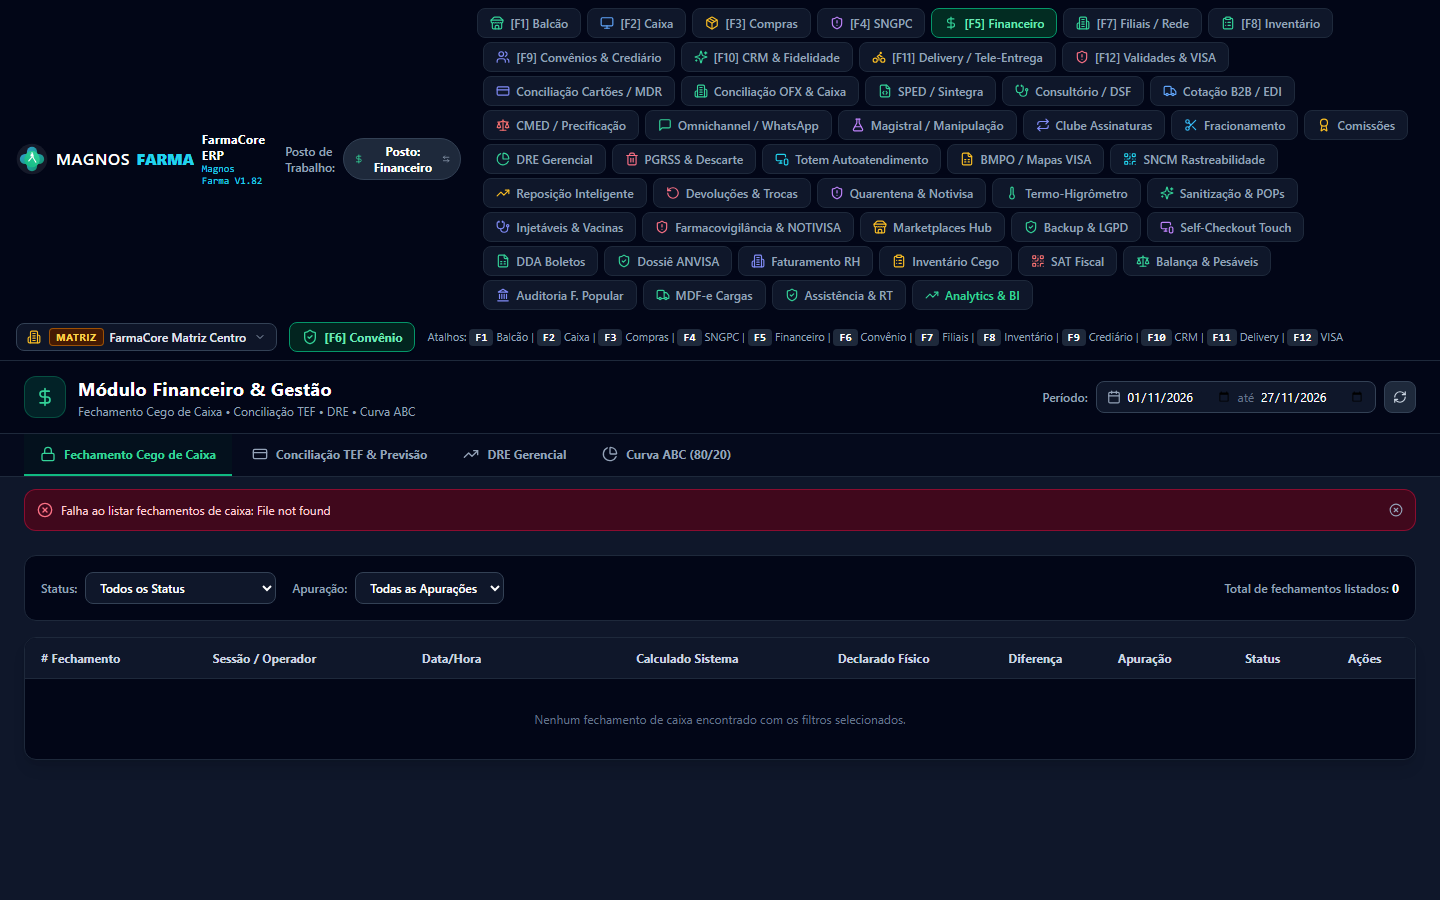 [F1] Balcão
[F2] Caixa
[F3] Compras
[F4] SNGPC
[F5] Financeiro
[F7] Filiais / Rede
[F8] Inventário
[F9] Convênios & Crediário
[F10] CRM & Fidelidade
[F11] Delivery / Tele-Entrega
[F12] Validades & VISA
Conciliação Cartões / MDR
Conciliação OFX & Caixa
SPED / Sintegra
Consultório / DSF
Cotação B2B / EDI
CMED / Precificação
Omnichannel / WhatsApp
Magistral / Manipulação
Clube Assinaturas
Fracionamento
Comissões
MAGNOS FARMA
FarmaCore
ERP
Magnos
Farma V1.82
Posto de
Trabalho:
Posto:
Financeiro
DRE Gerencial
PGRSS & Descarte
Totem Autoatendimento
BMPO / Mapas VISA
SNCM Rastreabilidade
Reposição Inteligente
Devoluções & Trocas
Quarentena & Notivisa
Termo-Higrômetro
Sanitização & POPs
Injetáveis & Vacinas
Farmacovigilância & NOTIVISA
Marketplaces Hub
Backup & LGPD
Self-Checkout Touch
DDA Boletos
Dossiê ANVISA
Faturamento RH
Inventário Cego
SAT Fiscal
Balança & Pesáveis
Auditoria F. Popular
MDF-e Cargas
Assistência & RT
Analytics & BI
MATRIZ FarmaCore Matriz Centro
[F6] Convênio
Atalhos: F1 Balcão | F2 Caixa | F3 Compras | F4 SNGPC | F5 Financeiro | F6 Convênio | F7 Filiais | F8 Inventário | F9 Crediário | F10 CRM | F11 Delivery | F12 VISA
Módulo Financeiro & Gestão
Fechamento Cego de Caixa • Conciliação TEF • DRE • Curva ABC
Período: 01/11/2026 até 27/11/2026
Fechamento Cego de Caixa
Conciliação TEF & Previsão
DRE Gerencial
Curva ABC (80/20)
Falha ao listar fechamentos de caixa: File not found
Status: Todos os Status
Apuração: Todas as Apurações
Total de fechamentos listados: 0
# Fechamento
Sessão / Operador
Data/Hora
Calculado Sistema
Declarado Físico
Diferença
Apuração
Status
Ações
Nenhum fechamento de caixa encontrado com os filtros selecionados.